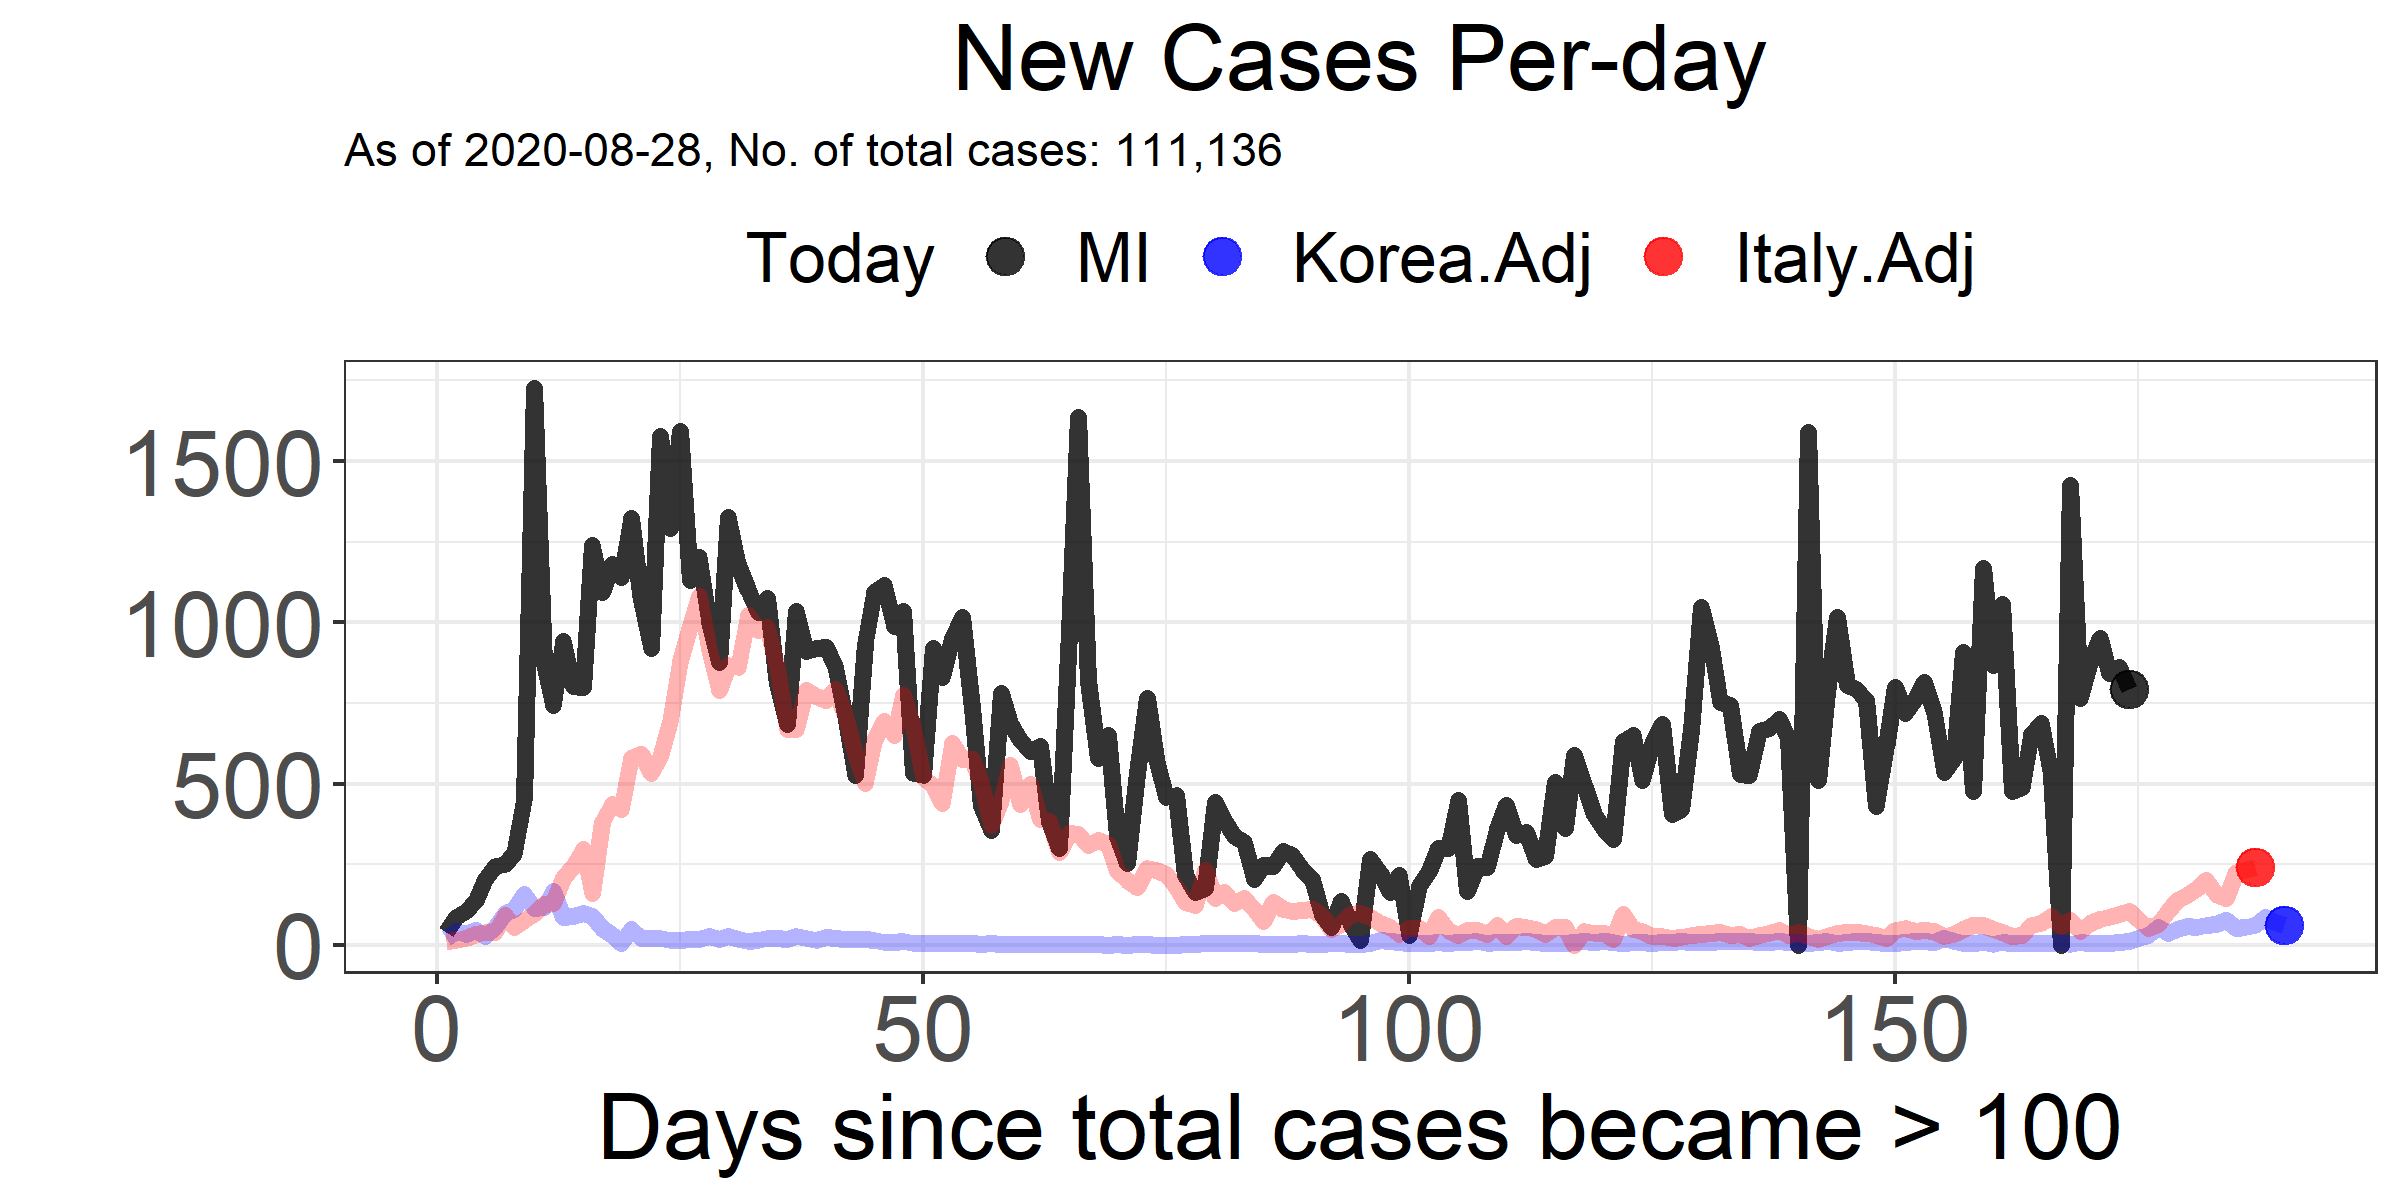 New Cases Per-day
As of 2020-08-28, No. of total cases: 111,136
Today MI Korea.Adj Italy.Adj
1500
1000
500
0
0 50 100 150
Days since total cases became > 100